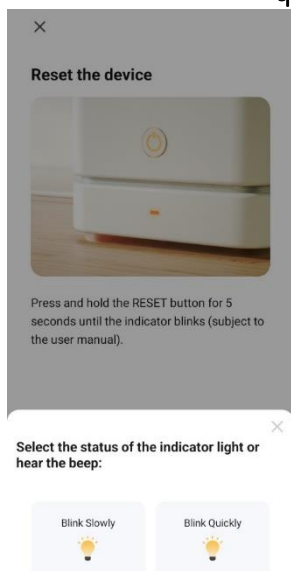 Reset the device
Press and hold the RESET button for 5
seconds until the indicator blinks (subject to
the user manual).
Select the status of the indicator light or
hear the beep:
Blink Slowly
Blink Quickly